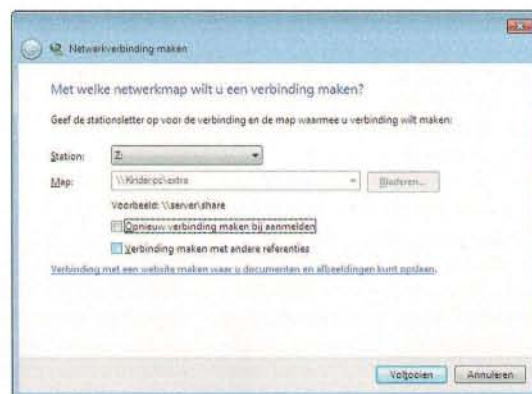 Netwerkverbinding maken
Met welke netwerkmap wilt u een verbinding maken?
Geef de stationsletter op voor de verbinding en de map waarmee u verbinding wilt maken:
Station: Z:
Map: \\Kinder-pc\extra Bladeren...
Voorbeeld: \\server\share
Opnieuw verbinding maken bij aanmelden
Verbinding maken met andere referenties
Verbinding met een website maken waar u documenten en afbeeldingen kunt opslaan.
Voltooien Annuleren